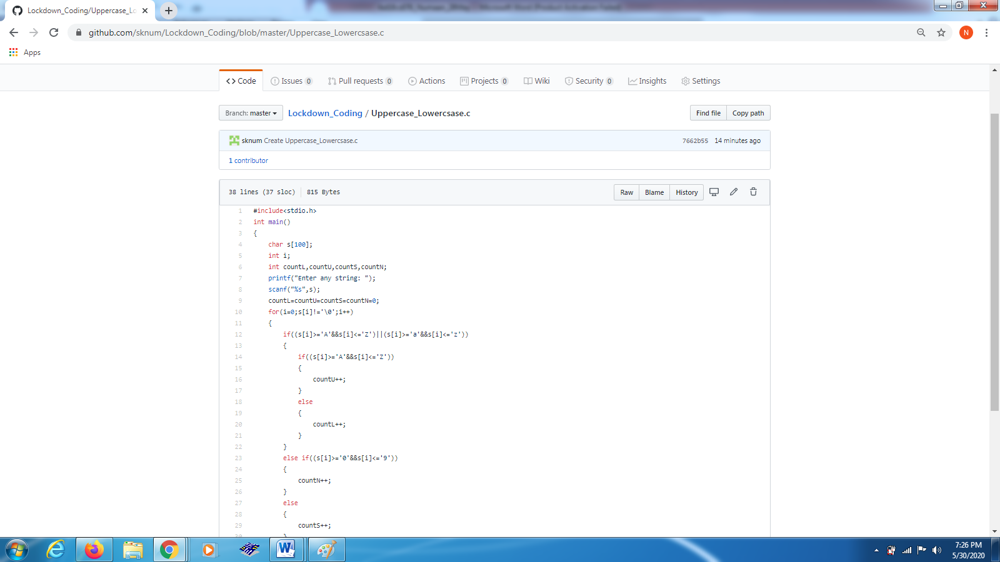 Lockdown_Coding/Uppercase_Lo
github.com/sknum/Lockdown_Coding/blob/master/Uppercase_Lowercsase.c
N
Apps
Code Issues 0 Pull requests 0 Actions Projects 0 Wiki Security 0 Insights Settings
Branch: master Lockdown_Coding / Uppercase_Lowercsase.c Find file Copy path
sknum Create Uppercase_Lowercsase.c 7662b55 14 minutes ago
1 contributor
38 lines (37 sloc) 815 Bytes Raw Blame History
1 #include<stdio.h>
2 int main()
3 {
4 char s[100];
5 int i;
6 int countL,countU,countS,countN;
7 printf("Enter any string: ");
8 scanf("%s",s);
9 countL=countU=countS=countN=0;
10 for(i=0;s[i]!='\0';i++)
11 {
12 if((s[i]>='A'&&s[i]<='Z')||(s[i]>='a'&&s[i]<='z'))
13 {
14 if((s[i]>='A'&&s[i]<='Z'))
15 {
16 countU++;
17 }
18 else
19 {
20 countL++;
21 }
22 }
23 else if((s[i]>='0'&&s[i]<='9'))
24 {
25 countN++;
26 }
27 else
28 {
29 countS++;
30 }
7:26 PM
5/30/2020